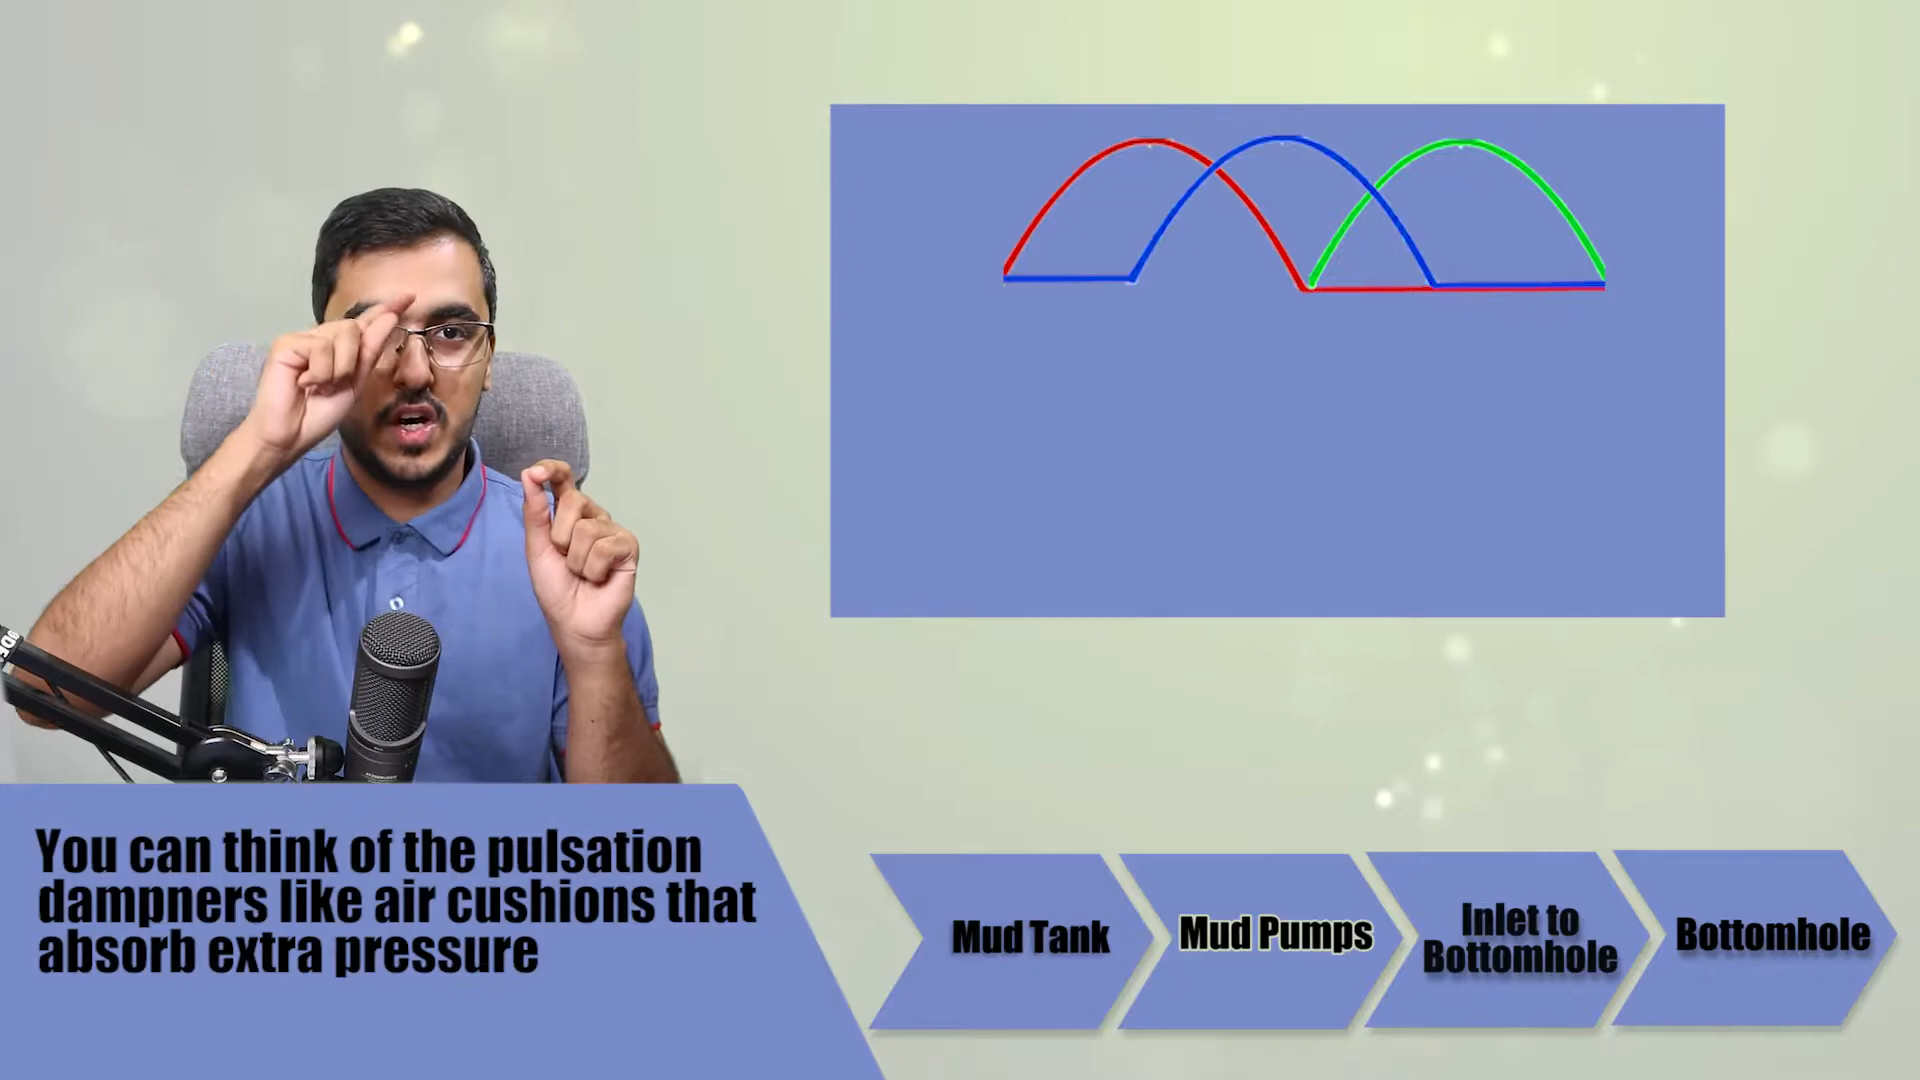 You can think of the pulsation
dampners like air cushions that
absorb extra pressure
Mud Tank
Mud Pumps
Inlet to
Bottomhole
Bottomhole